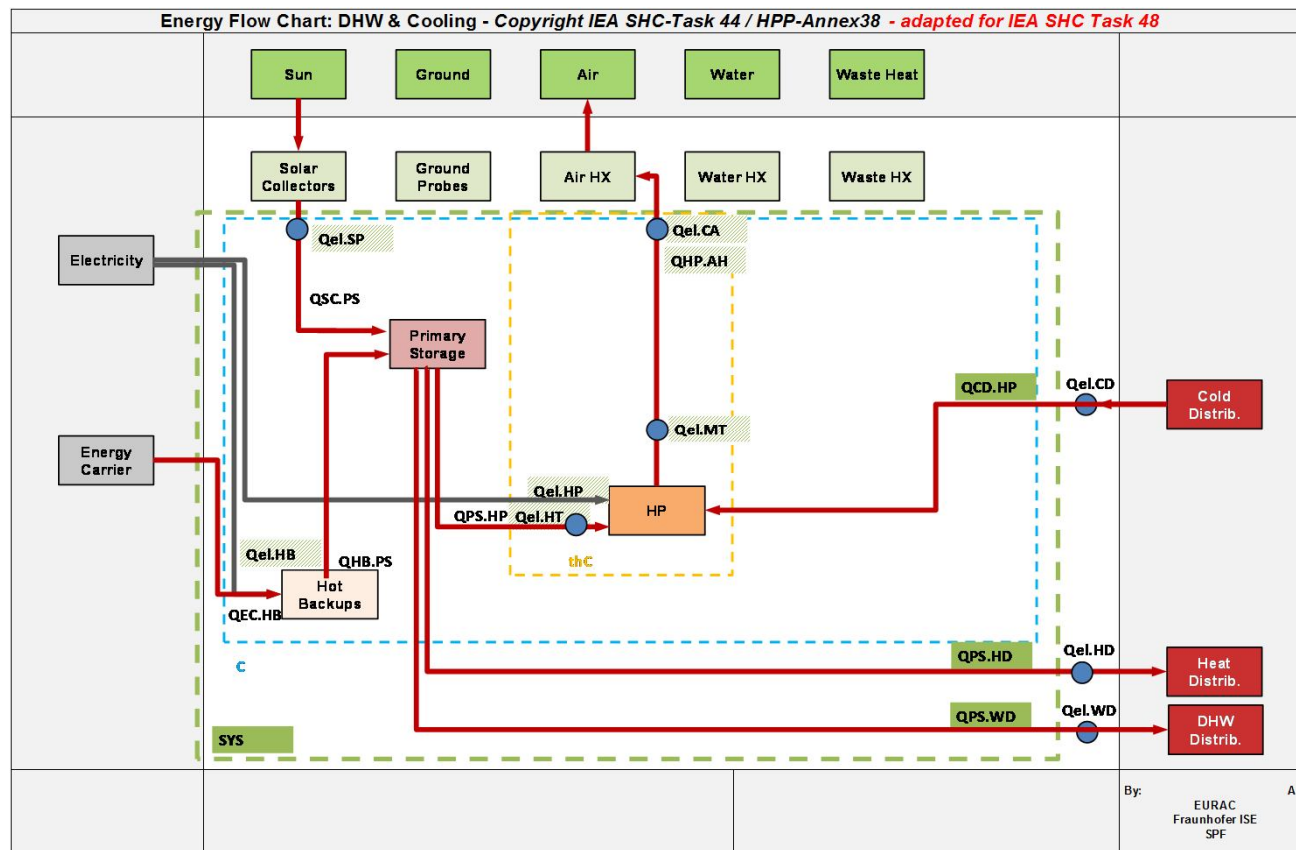 Energy Flow Chart: DHW & Cooling - Copyright IEA SHC-Task 44 / HPP-Annex38 - adapted for IEA SHC Task 48
Sun
Ground
Air
Water
Waste Heat
Solar
Collectors
Ground
Probes
Air HX
Water HX
Waste HX
Electricity
Qel.SP
Qel.CA
QHP.AH
QSC.PS
Primary
Storage
QCD.HP
Qel.CD
Cold
Distrib.
Qel.MT
Energy
Carrier
Qel.HP
HP
QPS.HP
Qel.HT
thC
Qel.HB
QHB.PS
Hot
Backups
QEC.HB
C
QPS.HD
Qel.HD
Heat
Distrib.
QPS.WD
Qel.WD
DHW
Distrib.
SYS
By:
A
EURAC
Fraunhofer ISE
SPF